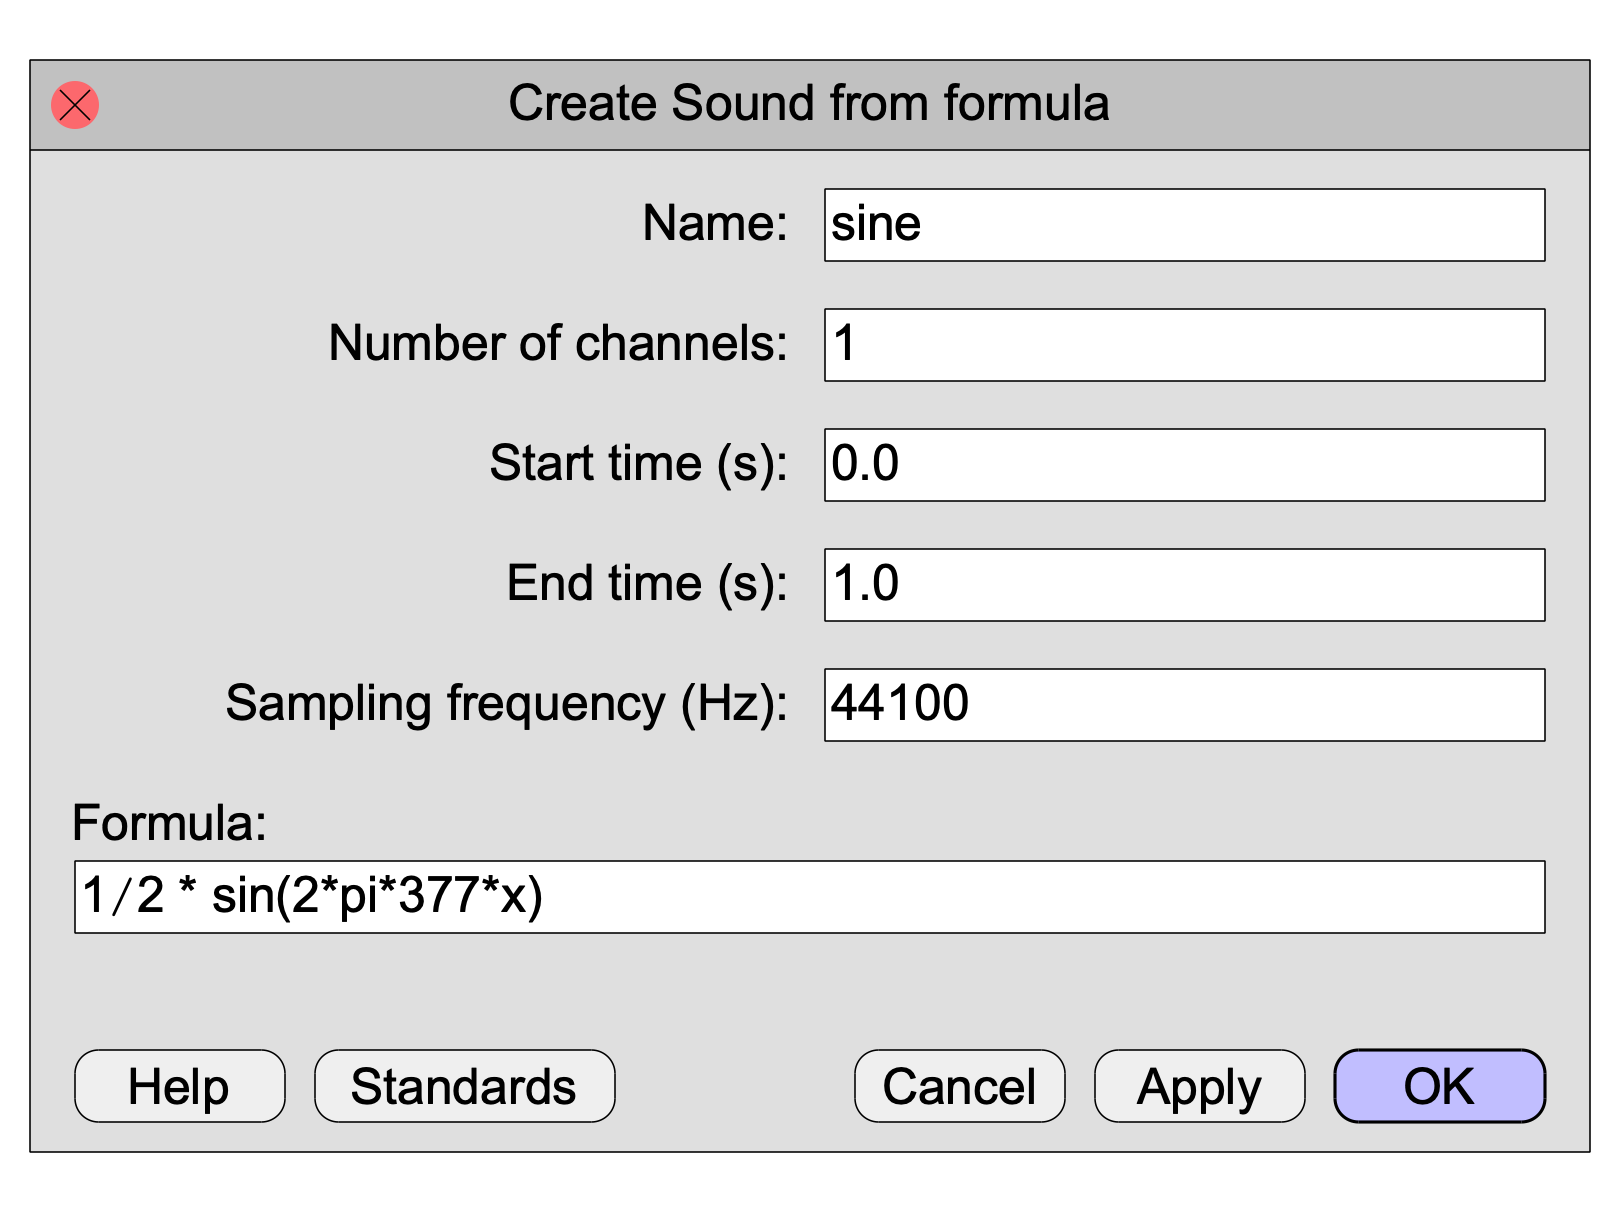 Create Sound from formula
Name: sine
Number of channels: 1
Start time (s): 0.0
End time (s): 1.0
Sampling frequency (Hz): 44100
Formula:
1/2 * sin(2*pi*377*x)
Help Standards Cancel Apply OK